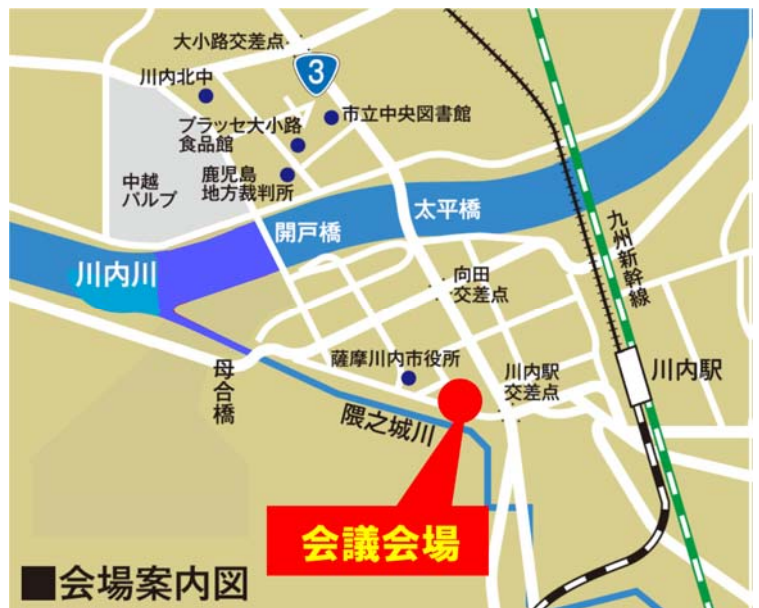 大小路交差点
3
川内北中
市立中央図書館
プラッセ大小路
食品館
鹿児島
地方裁判所
中越
パルプ
太平橋
開戸橋
九州新幹線
川内川
向田
交差点
薩摩川内市役所
川内駅
交差点
川内駅
母合橋
隈之城川
会議会場
■会場案内図